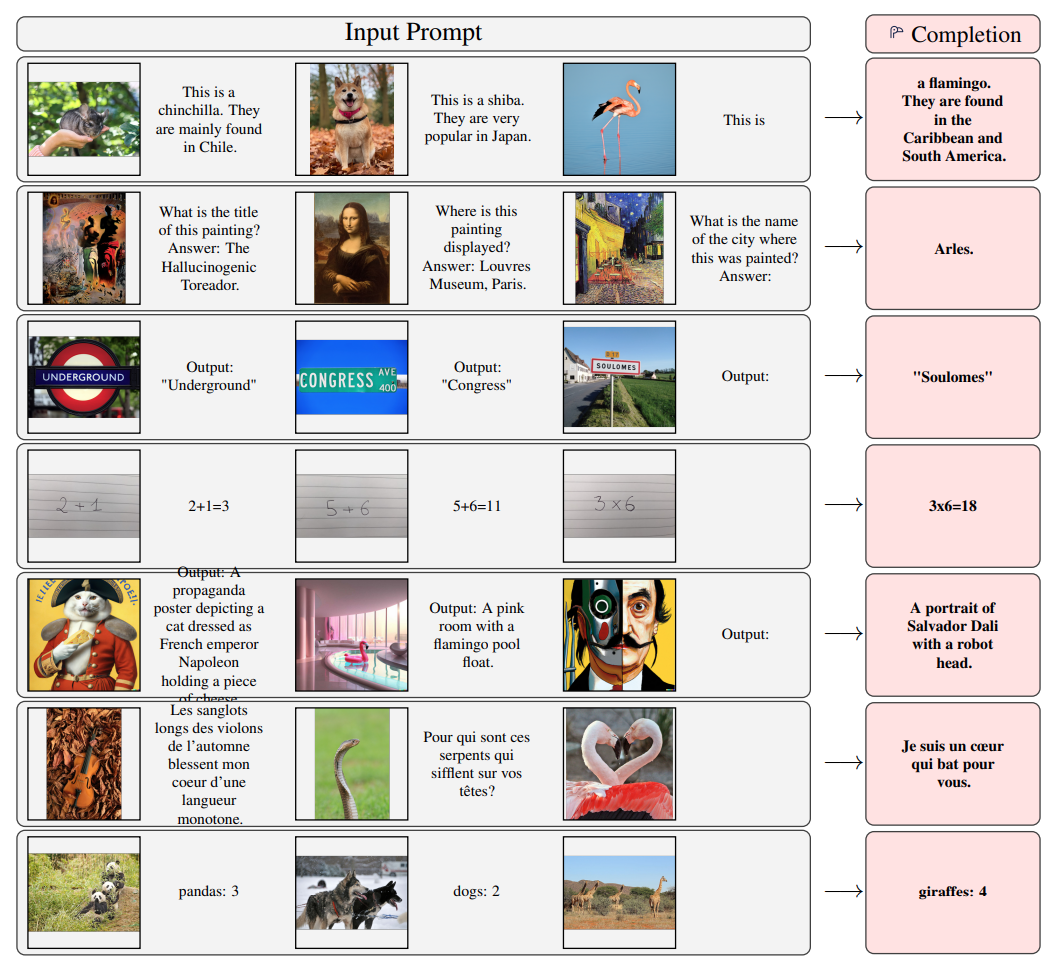 Input Prompt
Completion
This is a
chinchilla. They
are mainly found
in Chile.
This is a shiba.
They are very
popular in Japan.
This is
a flamingo.
They are found
in the
Caribbean and
South America.
What is the title
of this painting?
Answer: The
Hallucinogenic
Toreador.
Where is this
painting
displayed?
Answer: Louvres
Museum, Paris.
What is the name
of the city where
this was painted?
Answer:
Arles.
UNDERGROUND
Output:
"Underground"
CONGRESS AVE
400
Output:
"Congress"
SOULOMES
Output:
"Soulomes"
2+1
2+1=3
5+6
5+6=11
3×6
3x6=18
Output: A
propaganda
poster depicting a
cat dressed as
French emperor
Napoleon
holding a piece
of cheese.
Output: A pink
room with a
flamingo pool
float.
Output:
A portrait of
Salvador Dali
with a robot
head.
Les sanglots
longs des violons
de l'automne
blessent mon
coeur d'une
langueur
monotone.
Pour qui sont ces
serpents qui
sifflent sur vos
têtes?
Je suis un cœur
qui bat pour
vous.
pandas: 3
dogs: 2
giraffes: 4